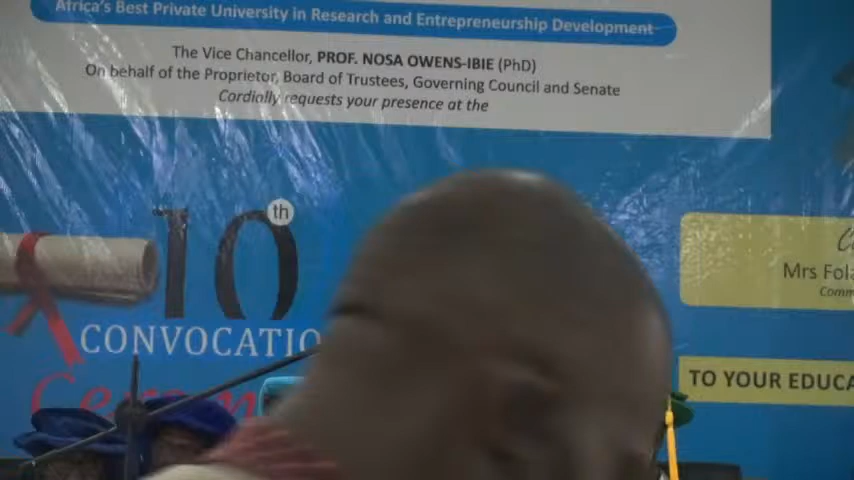 Africa's Best Private University in Research and Entrepreneurship Development
The Vice Chancellor, PROF. NOSA OWENS-IBIE (PhD)
On behalf of the Proprietor, Board of Trustees, Governing Council and Senate
Cordially requests your presence at the
10th
CONVOCATIO
Cerem
Mrs Fola
Comm
TO YOUR EDUCA